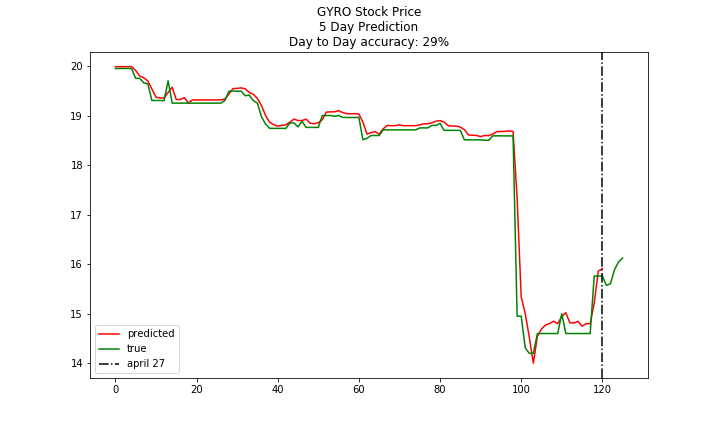 GYRO Stock Price
5 Day Prediction
Day to Day accuracy: 29%
20
19
18
17
16
15
14
predicted
true
april 27
0 20 40 60 80 100 120